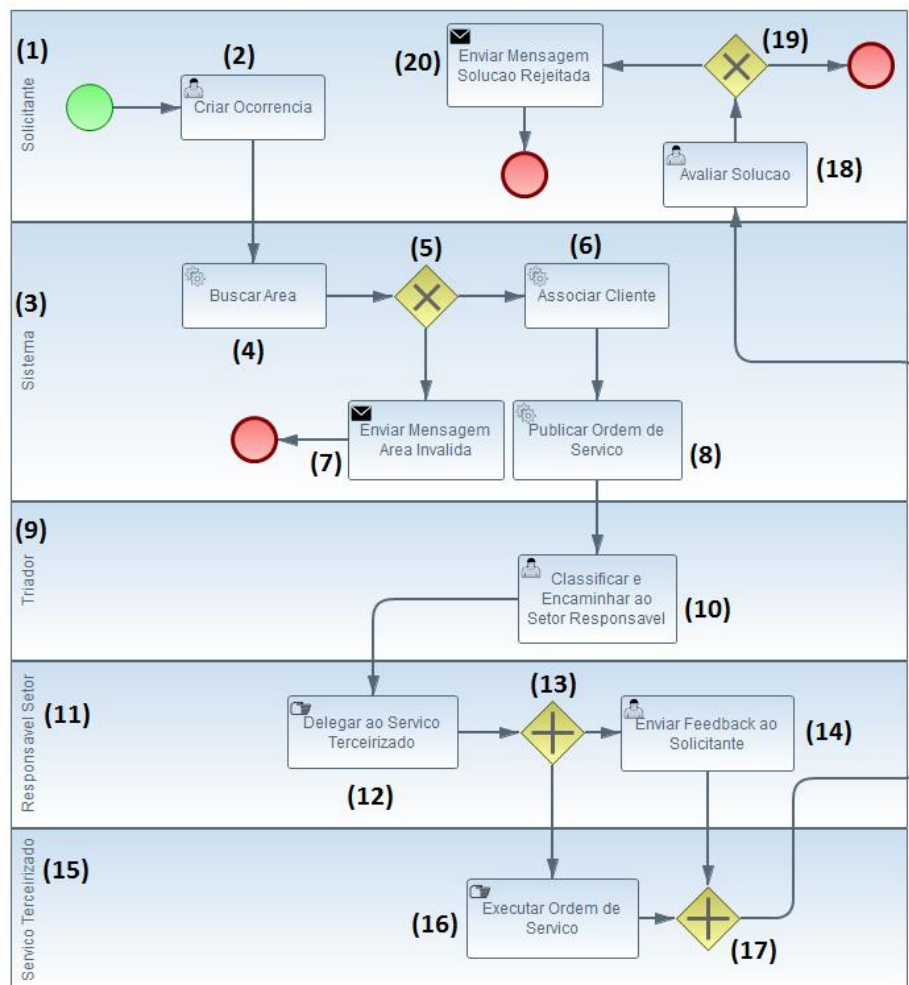 (1)
Solicitante
(2)
Criar Ocorrencia
(20)
Enviar Mensagem
Solucao Rejeitada
(19)
Avaliar Solucao
(18)
(3)
Sistema
Buscar Area
(4)
(5)
(6)
Associar Cliente
Enviar Mensagem
Area Invalida
(7)
Publicar Ordem de
Servico
(8)
(9)
Triador
Classificar e
Encaminhar ao
Setor Responsavel
(10)
(11)
Responsavel Setor
Delegar ao Servico
Terceirizado
(12)
(13)
Enviar Feedback ao
Solicitante
(14)
(15)
Servico Terceirizado
(16)
Executar Ordem de
Servico
(17)